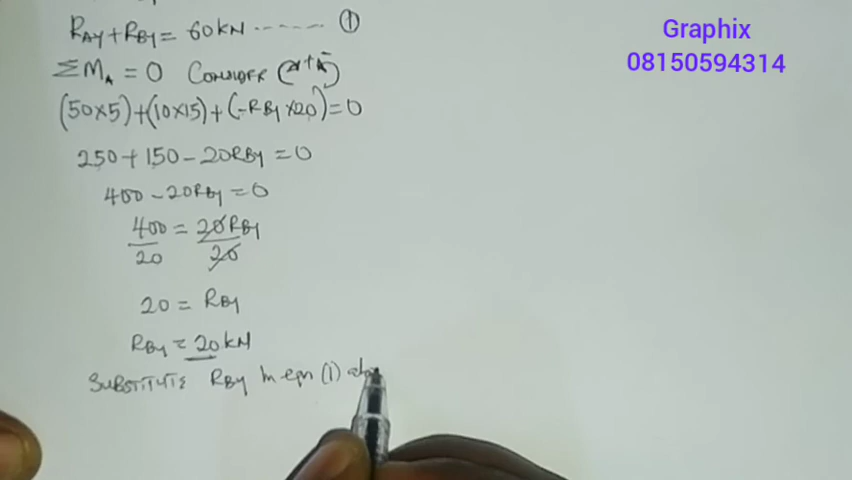 RAY + RBY = 60KN ------- ①
ΣMA = 0 CONSIDER
(50×5)+(10×15)+(-RBY×20)=0
250 + 150 - 20RBY = 0
400 - 20RBY = 0
400/20 = 20RBY/20
20 = RBY
RBY = 20KN
SUBSTITUTE RBY in eqn (1)
Graphix
08150594314